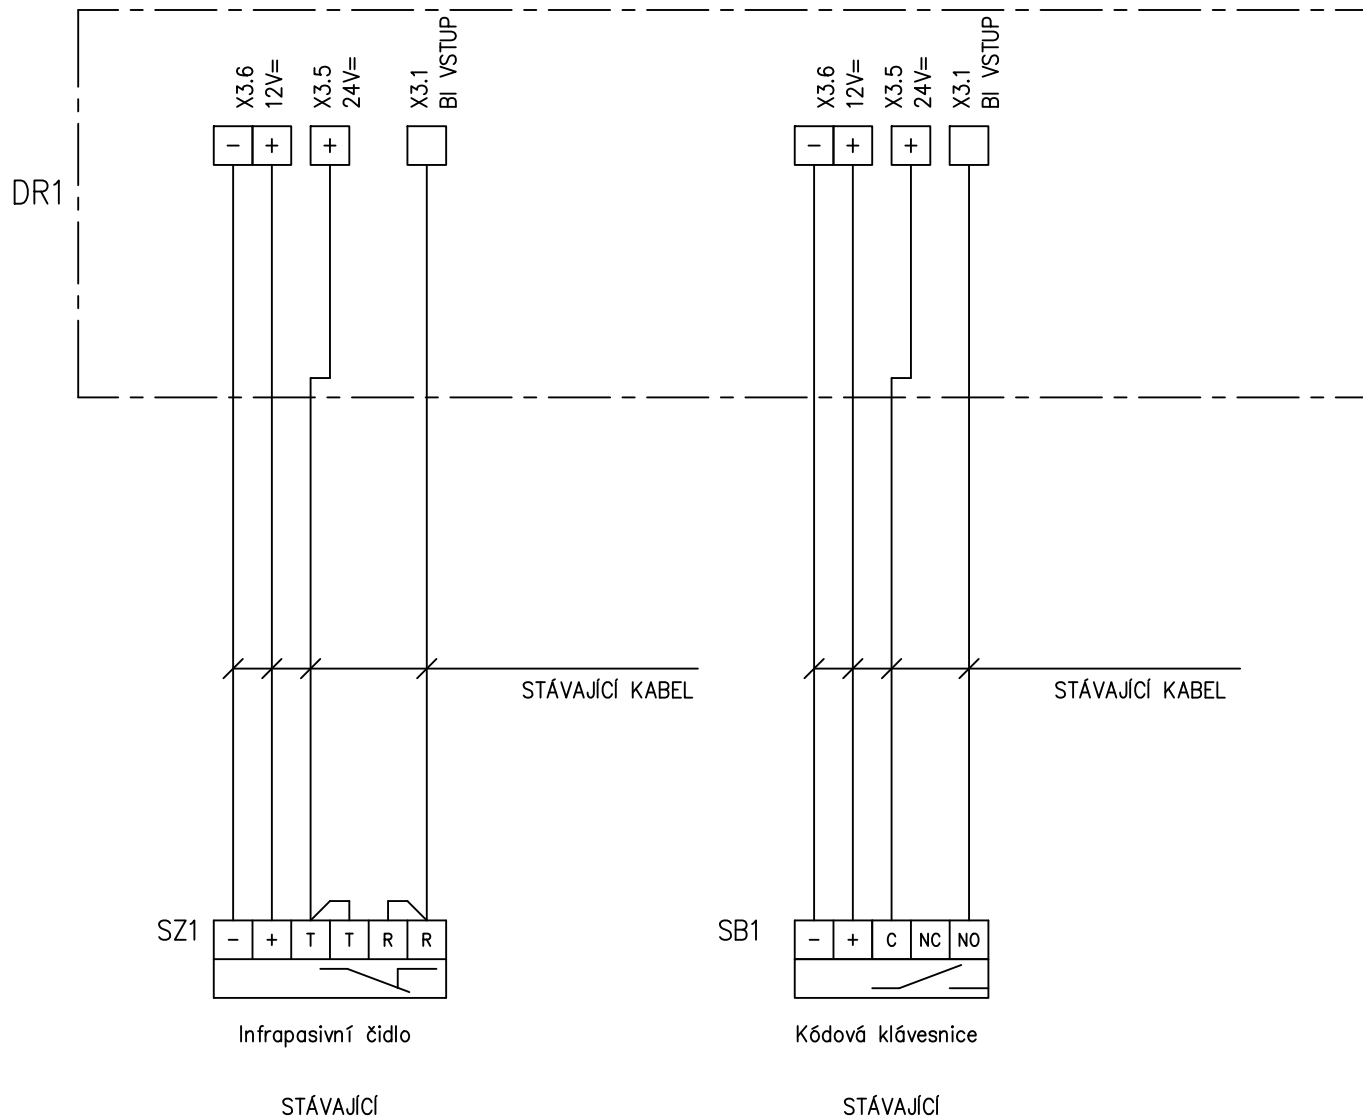 X3.6
12V=
X3.5
24V=
X3.1
BI VSTUP
X3.6
12V=
X3.5
24V=
X3.1
BI VSTUP
- + +
- + +
DR1
STÁVAJÍCÍ KABEL
STÁVAJÍCÍ KABEL
SZ1
- + T T R R
SB1
- + C NC NO
Infrapasivní čidlo
Kódová klávesnice
STÁVAJÍCÍ
STÁVAJÍCÍ